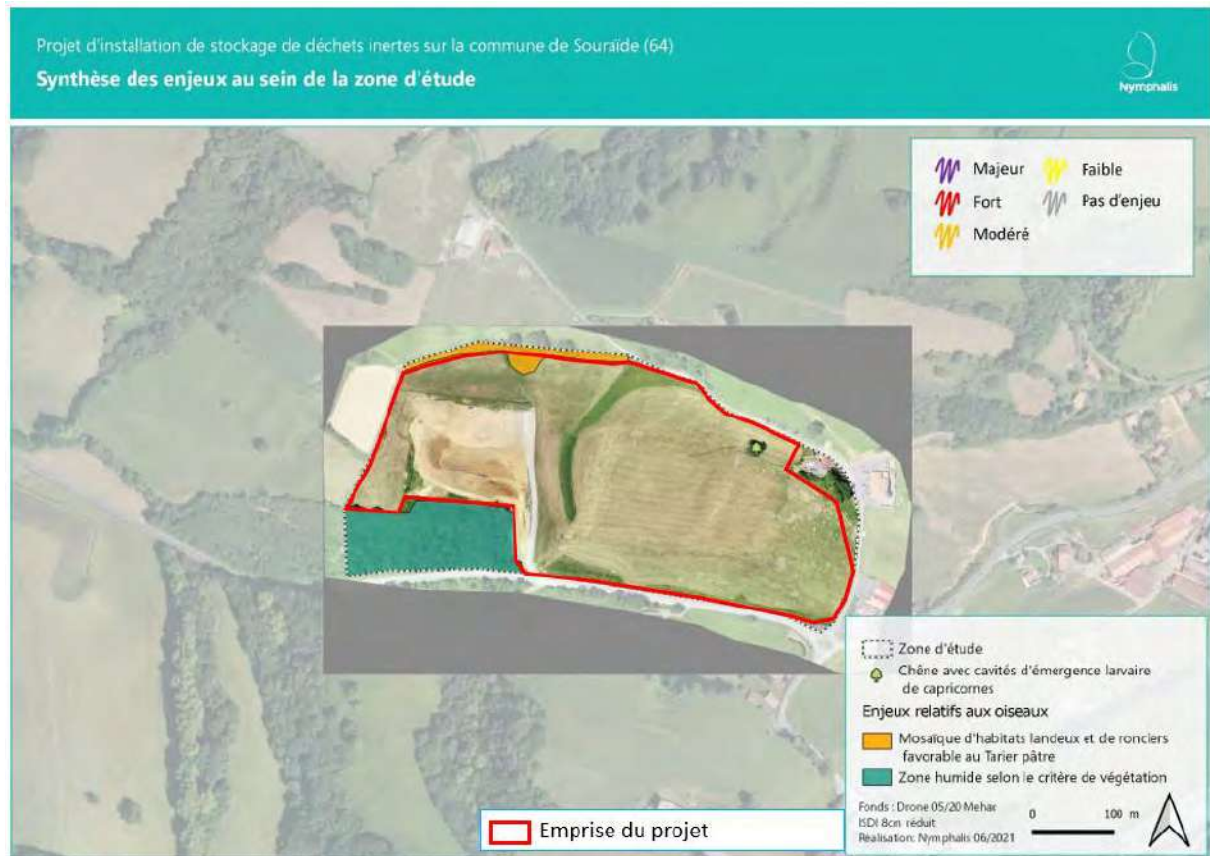 Projet d'installation de stockage de déchets inertes sur la commune de Souraïde (64)
Synthèse des enjeux au sein de la zone d'étude
Nymphalis
Majeur
Faible
Fort
Pas d'enjeu
Modéré
Zone d'étude
Chêne avec cavités d'émergence larvaire
de capricornes
Enjeux relatifs aux oiseaux
Mosaïque d'habitats landeux et de ronciers
favorable au Tarier pâtre
Zone humide selon le critère de végétation
Fonds : Drone 05/20 Mehac
ISDI 8cm réduit
Réalisation: Nymphalis 06/2021
0 100 m
Emprise du projet